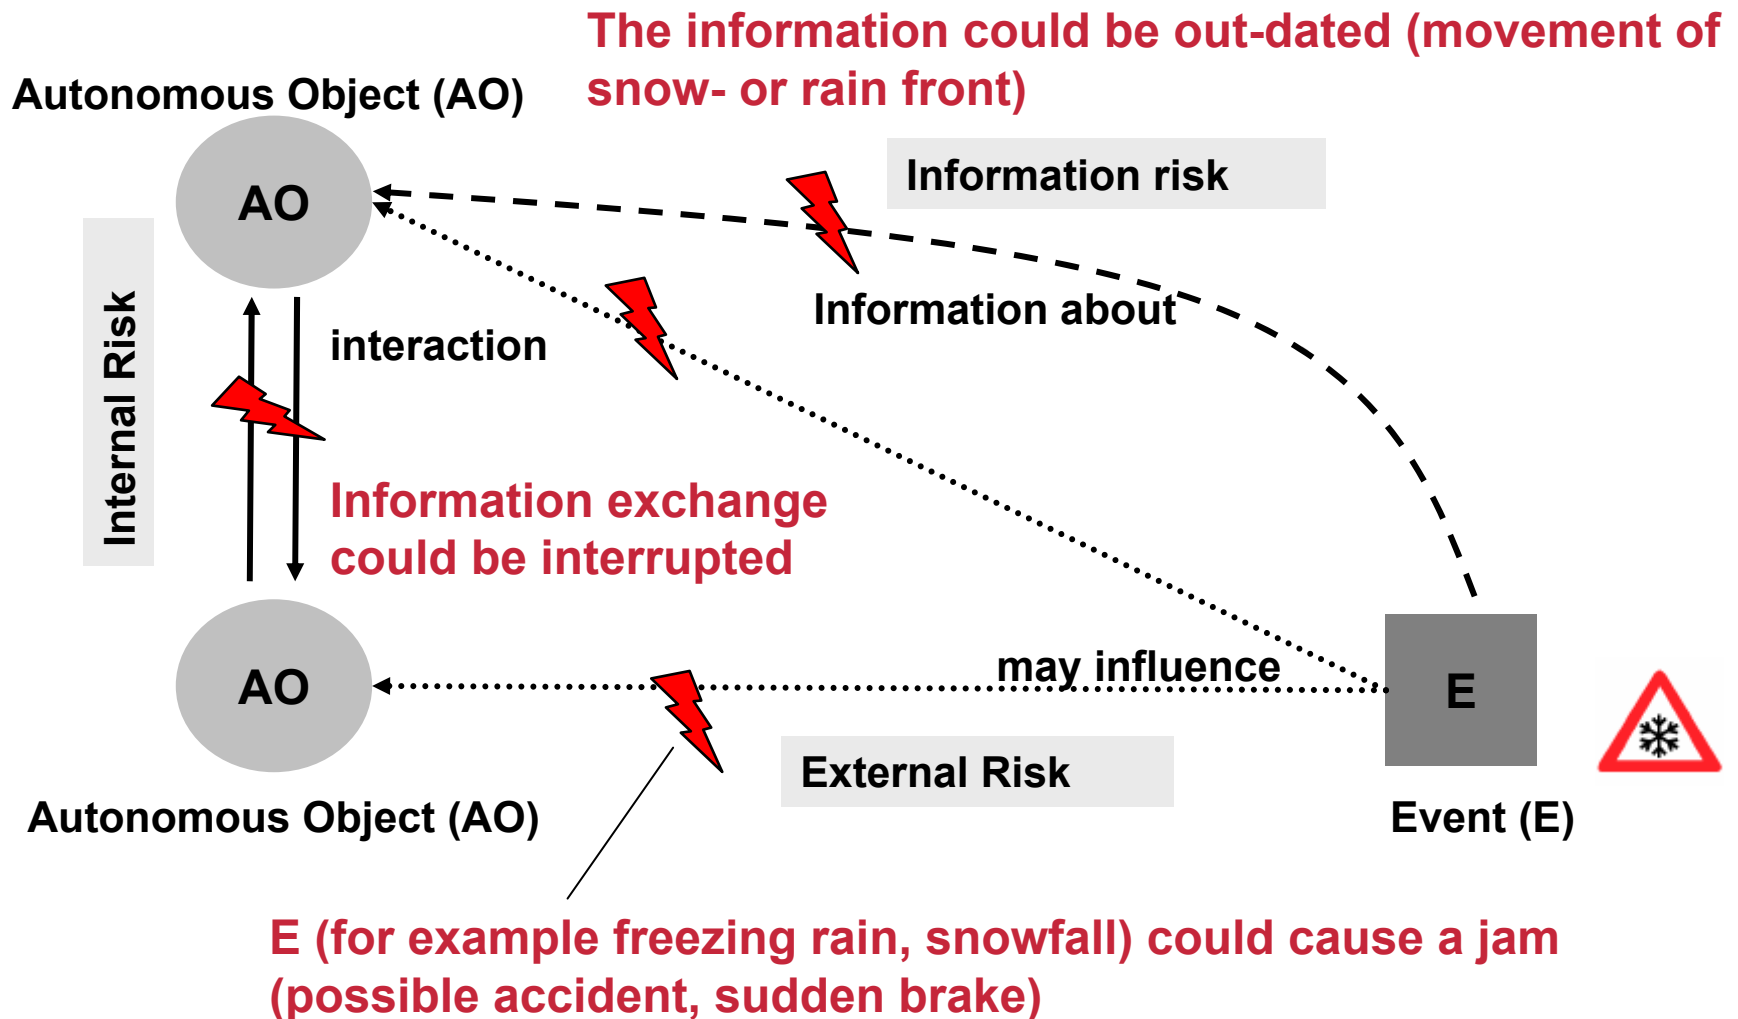 The information could be out-dated (movement of
snow- or rain front)
Autonomous Object (AO)
AO
Information risk
Internal Risk
interaction
Information about
Information exchange
could be interrupted
AO
may influence
E
External Risk
Autonomous Object (AO)
Event (E)
E (for example freezing rain, snowfall) could cause a jam
(possible accident, sudden brake)